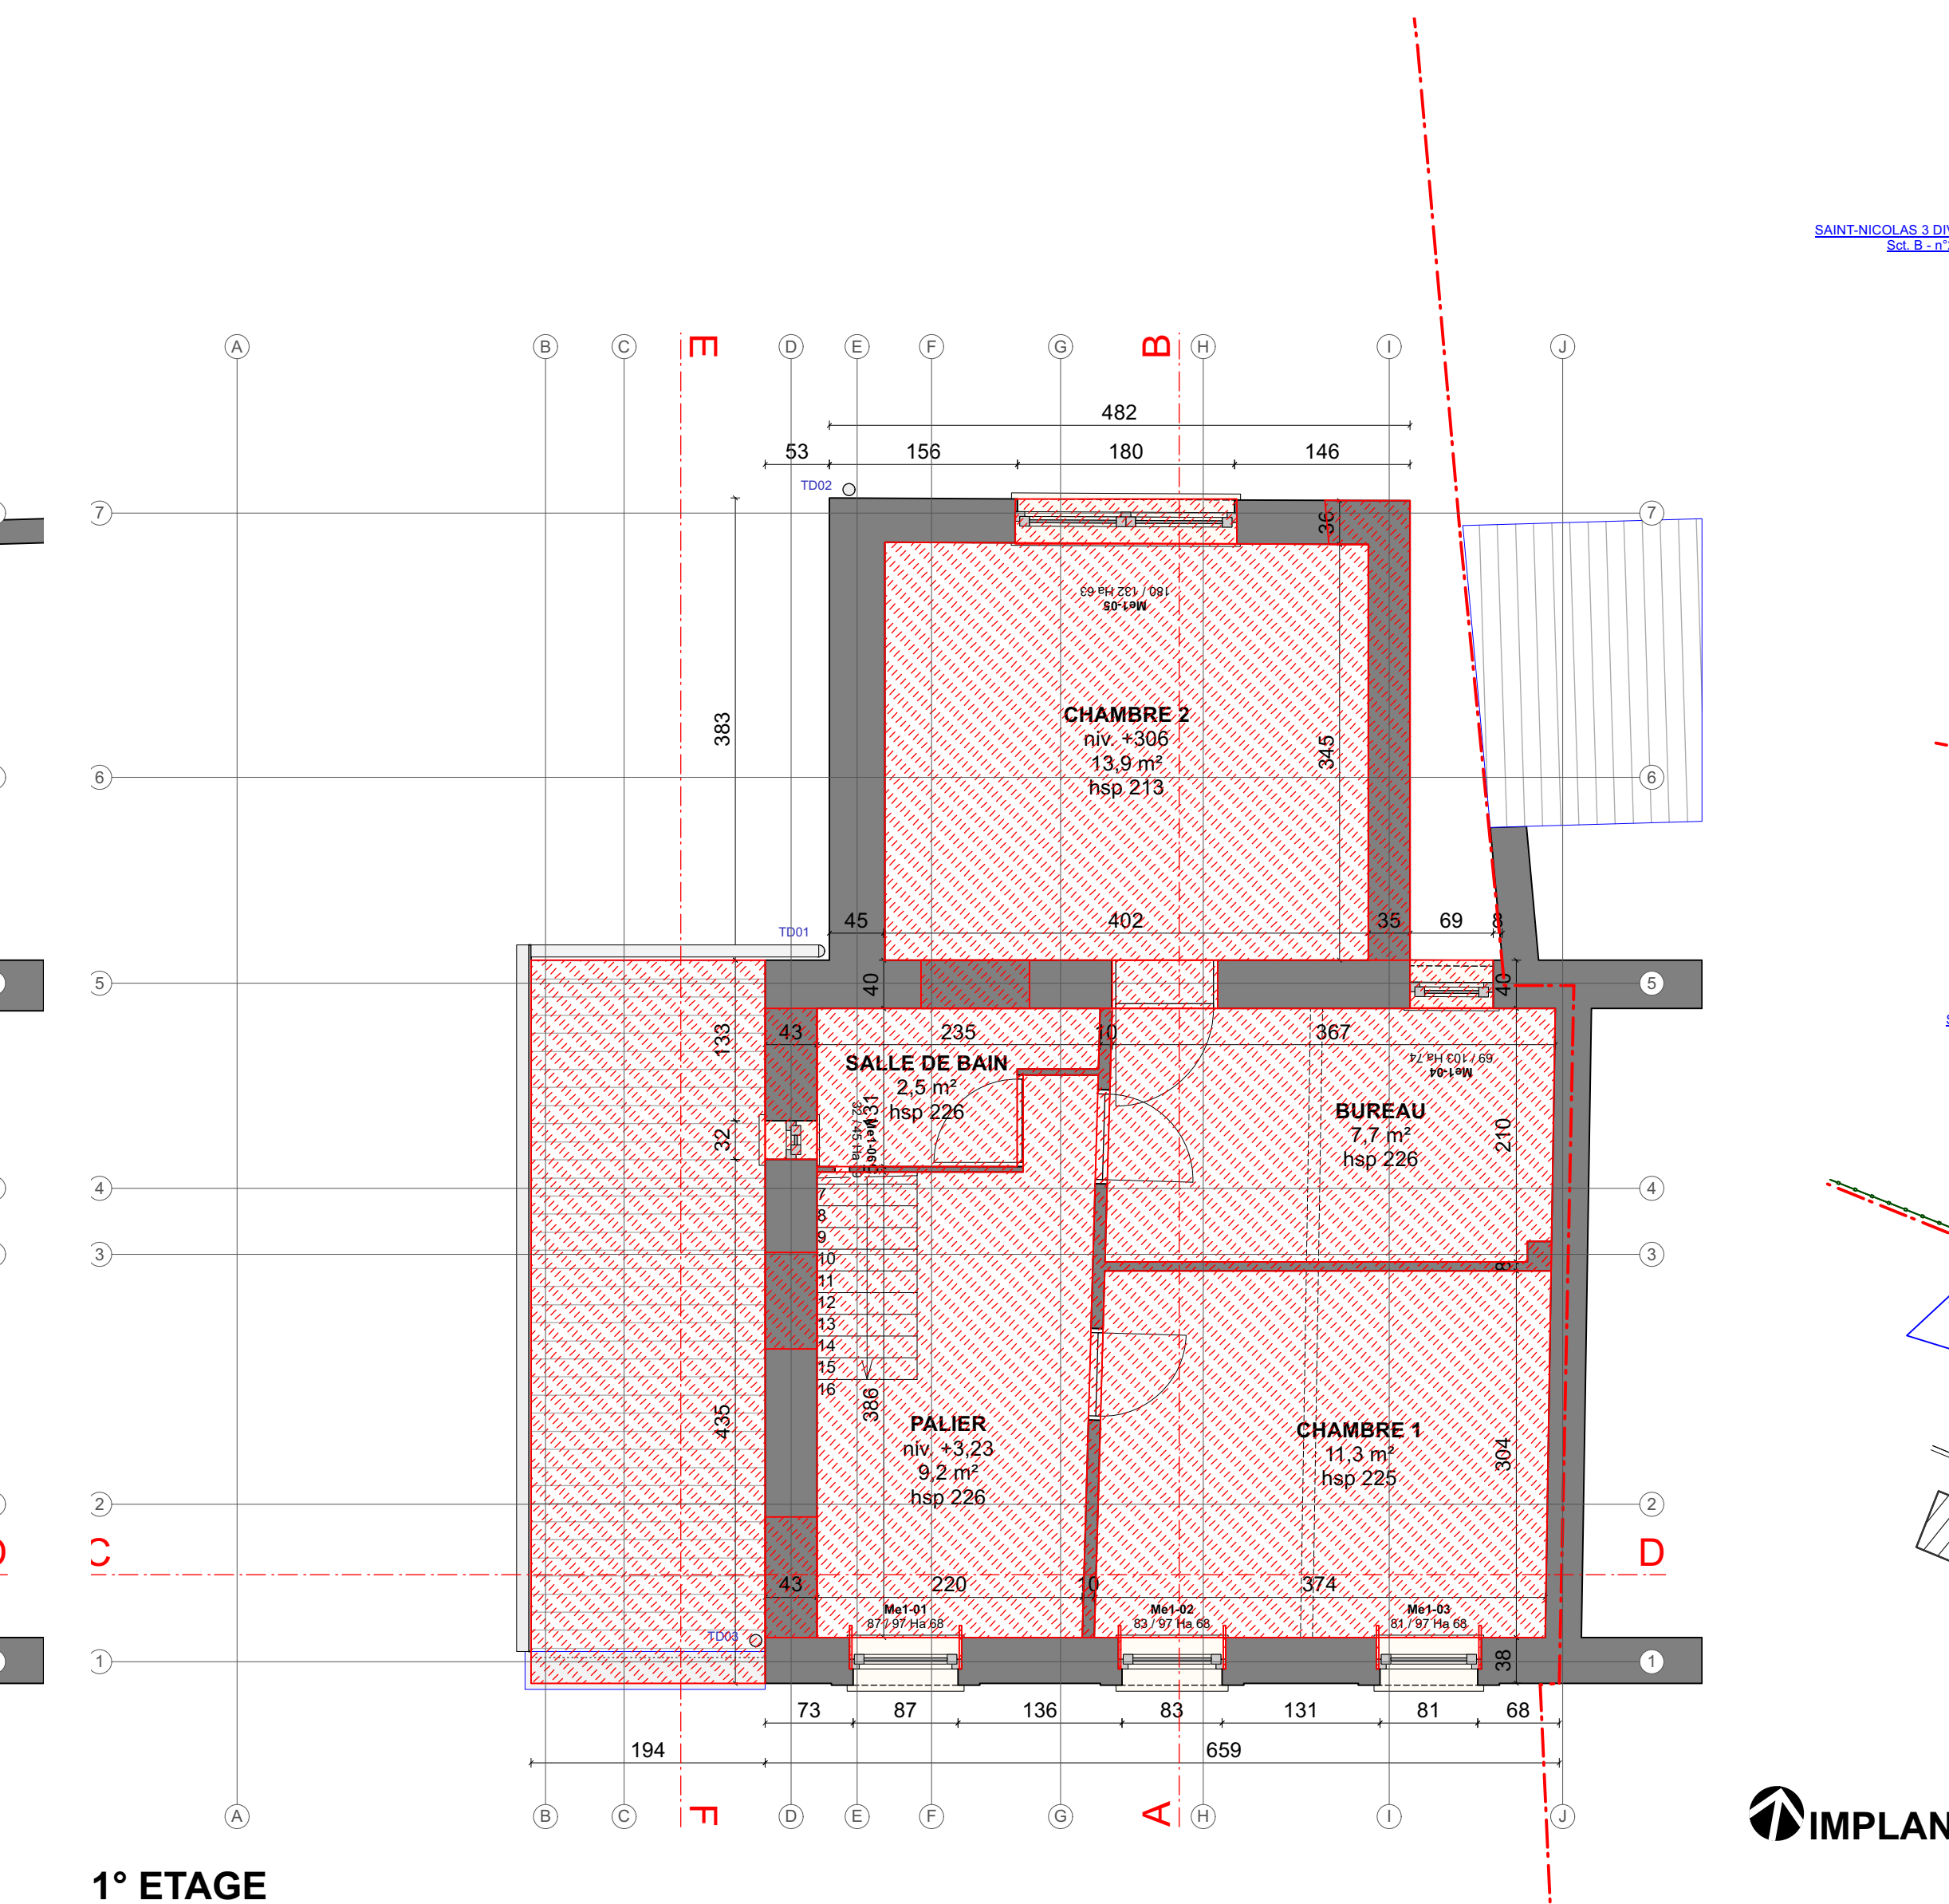 SAINT-NICOLAS 3 DI
Sct. B - n°
A
B
C
E
D
E
F
G
B
H
I
J
482
53
156
180
146
TD02
7
36
7
180 / 132 Ha 63
Me1-05
383
CHAMBRE 2
niv. +306
13,9 m²
hsp 213
345
6
6
TD01
45
402
35
69
8
5
40
40
5
133
43
235
10
367
SALLE DE BAIN
2,5 m²
hsp 226
69 / 103 Ha 74
Me1-04
131
Me1-06
32
BUREAU
7,7 m²
hsp 226
210
4
4
7
8
9
10
11
12
13
14
15
16
3
8
3
386
435
PALIER
niv. +3,23
9,2 m²
hsp 226
CHAMBRE 1
11,3 m²
hsp 225
304
2
2
C
D
43
220
10
374
Me1-01
87 / 97 Ha 68
Me1-02
83 / 97 Ha 68
Me1-03
81 / 97 Ha 68
TD03
1
38
1
73
87
136
83
131
81
68
194
659
A
B
C
F
D
E
F
G
A
H
I
J
IMPLAN
1° ETAGE